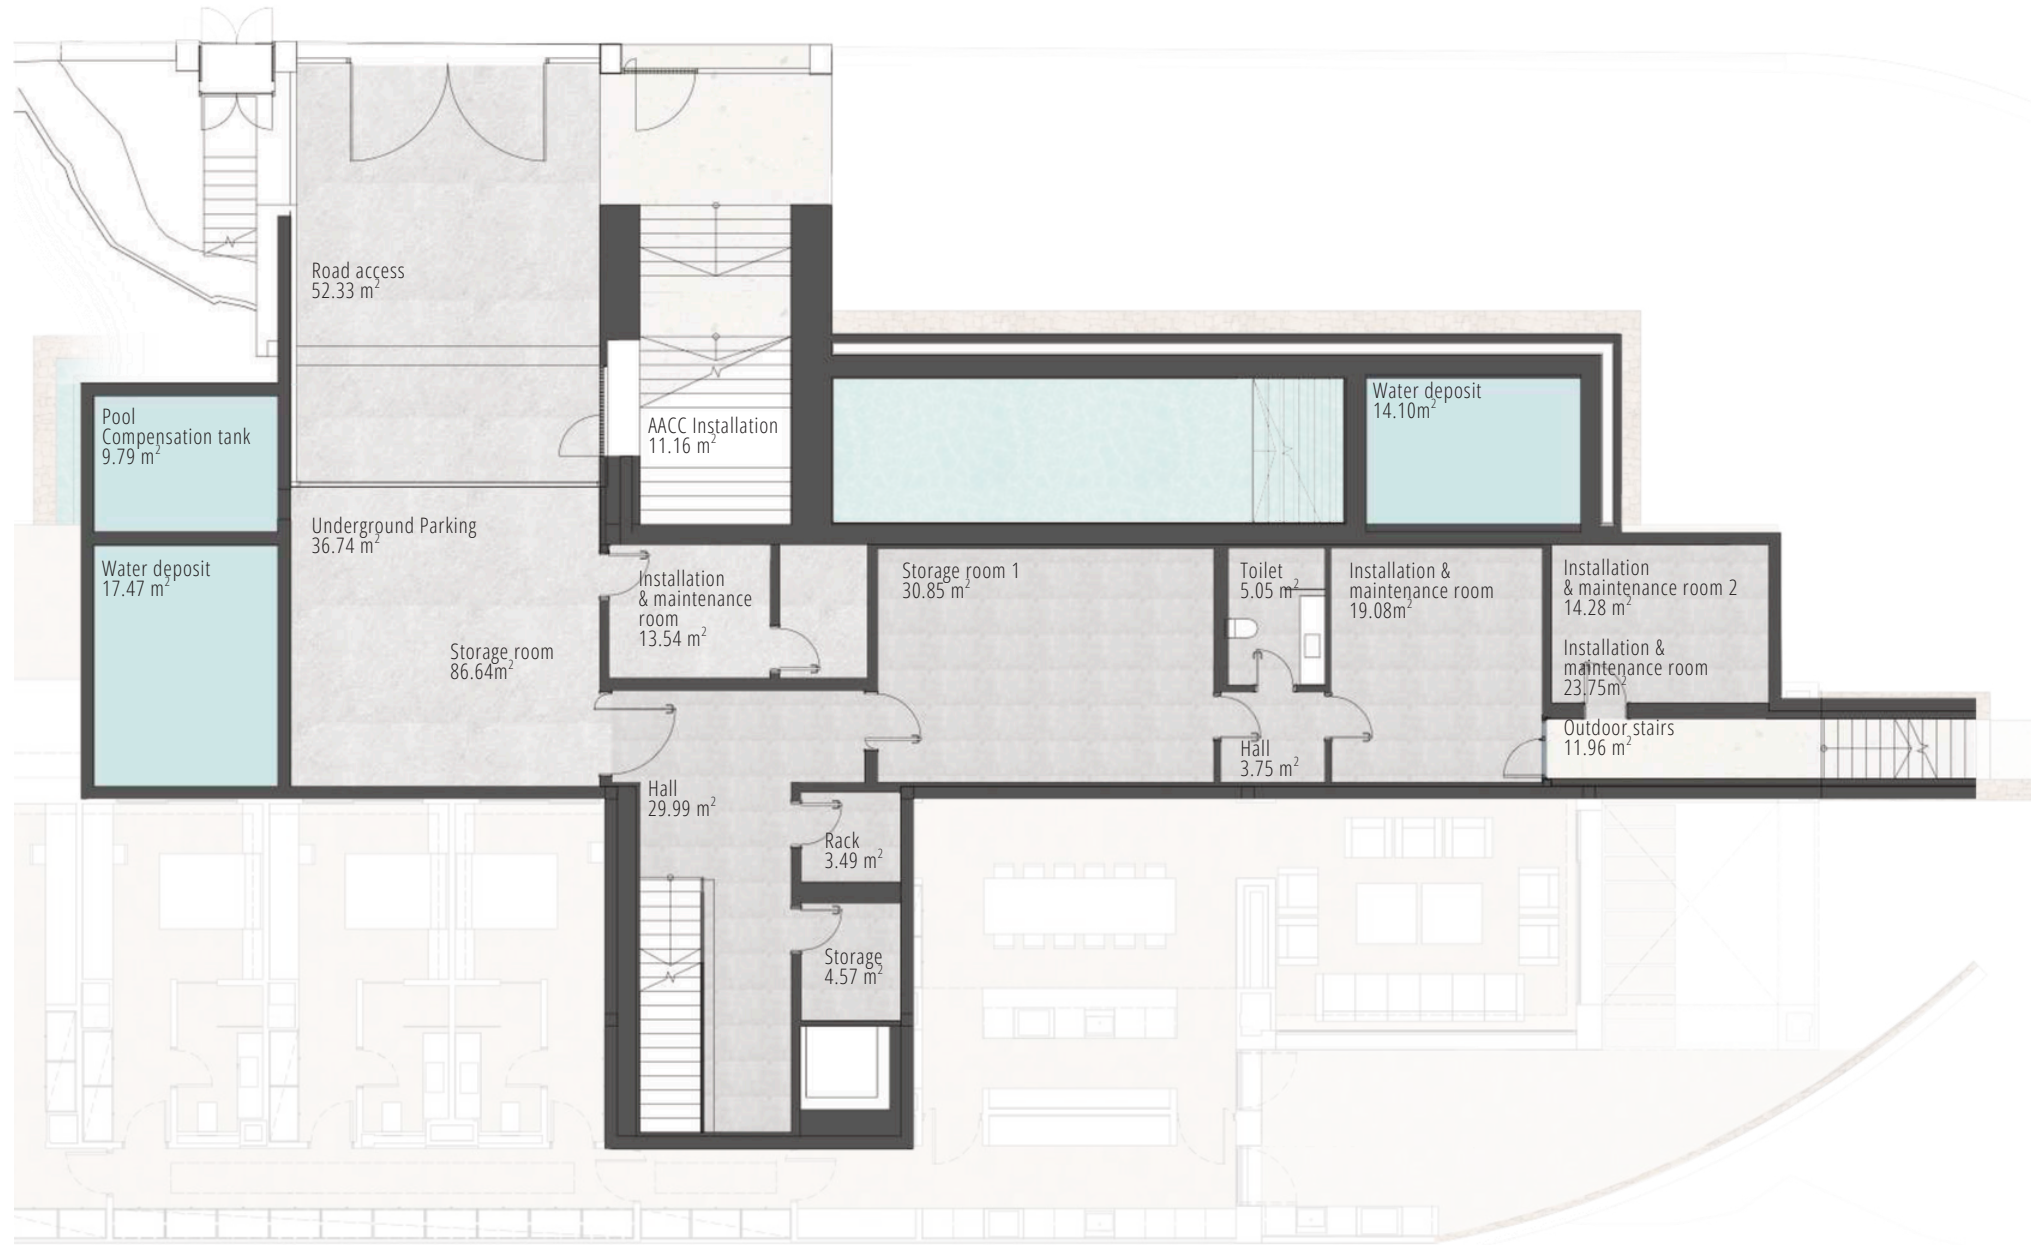 Road access
52.33 m²
Pool
Compensation tank
9.79 m²
AACC Installation
11.16 m²
Water deposit
14.10m²
Underground Parking
36.74 m²
Water deposit
17.47 m²
Installation
& maintenance
room
13.54 m²
Storage room 1
30.85 m²
Toilet
5.05 m²
Installation &
maintenance room
19.08m²
Installation
& maintenance room 2
14.28 m²
Storage room
86.64m²
Installation &
maintenance room
23.75m²
Outdoor stairs
11.96 m²
Hall
3.75 m²
Hall
29.99 m²
Rack
3.49 m²
Storage
4.57 m²